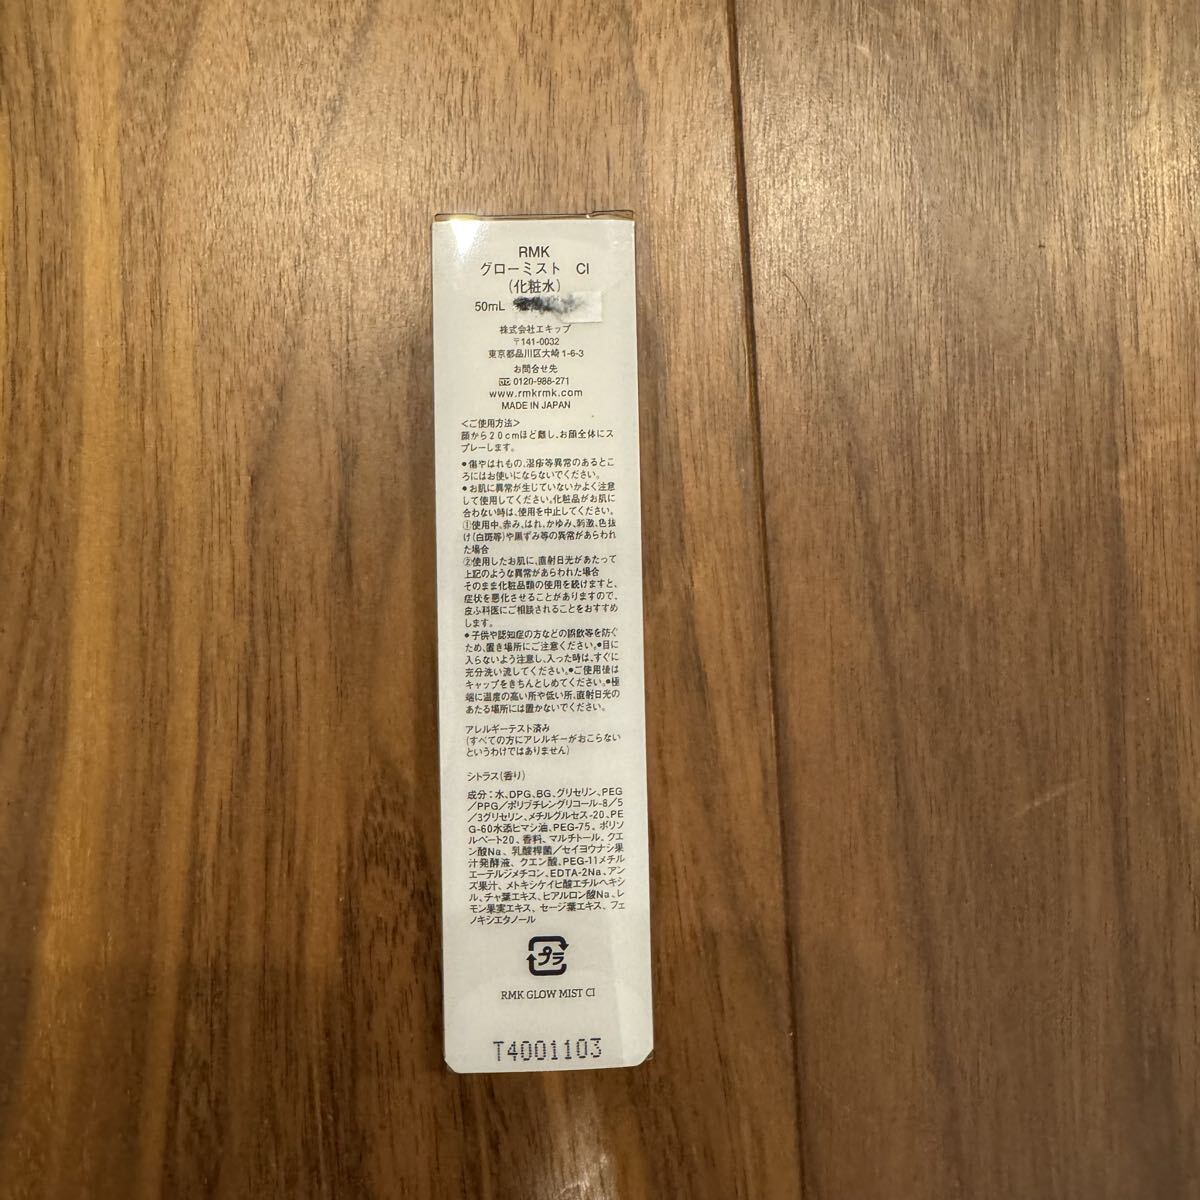 RMK
グローミスト CI
(化粧水)
50mL
株式会社エキップ
〒141-0032
東京都品川区大崎1-6-3
お問合せ先
0120-988-271
www.rmkrmk.com
MADE IN JAPAN
<ご使用方法>
顔から20cmほど離し、お顔全体にス
プレーします。
●傷やはれもの、湿疹等異常のあるとこ
ろにはお使いにならないでください。
●お肌に異常が生じていないかよく注意
して使用してください。化粧品がお肌に
合わない時は、使用を中止してください。
①使用中、赤み、はれ、かゆみ、刺激、色抜
け(白斑等)や黒ずみ等の異常があらわれ
た場合
②使用したお肌に、直射日光があたって
上記のような異常があらわれた場合
そのまま化粧品類の使用を続けますと、
症状を悪化させることがありますので、
皮ふ科医にご相談されることをおすすめ
します。
●子供や認知症の方などの誤飲等を防ぐ
ため、置き場所にご注意ください。●目に
入らないよう注意し、入った時は、すぐに
充分洗い流してください。●ご使用後は
キャップをきちんとしめてください。●極
端に温度の高い所や低い所、直射日光の
あたる場所には置かないでください。
アレルギーテスト済み
(すべての方にアレルギーがおこらない
というわけではありません)
シトラス(香り)
成分：水、DPG、BG、グリセリン、PEG
/PPG/ポリブチレングリコール-8/5
/3グリセリン、メチルグルセス-20、PE
G-60水添ヒマシ油、PEG-75、ポリソ
ルベート20、香料、マルチトール、クエ
ン酸Na、乳酸桿菌/セイヨウナシ果
汁発酵液、クエン酸、PEG-11メチル
エーテルジメチコン、EDTA-2Na、アン
ズ果汁、メトキシケイヒ酸エチルヘキシ
ル、チャ葉エキス、ヒアルロン酸Na、レ
モン果実エキス、セージ葉エキス、フェ
ノキシエタノール
プラ
RMK GLOW MIST CI
T4001103